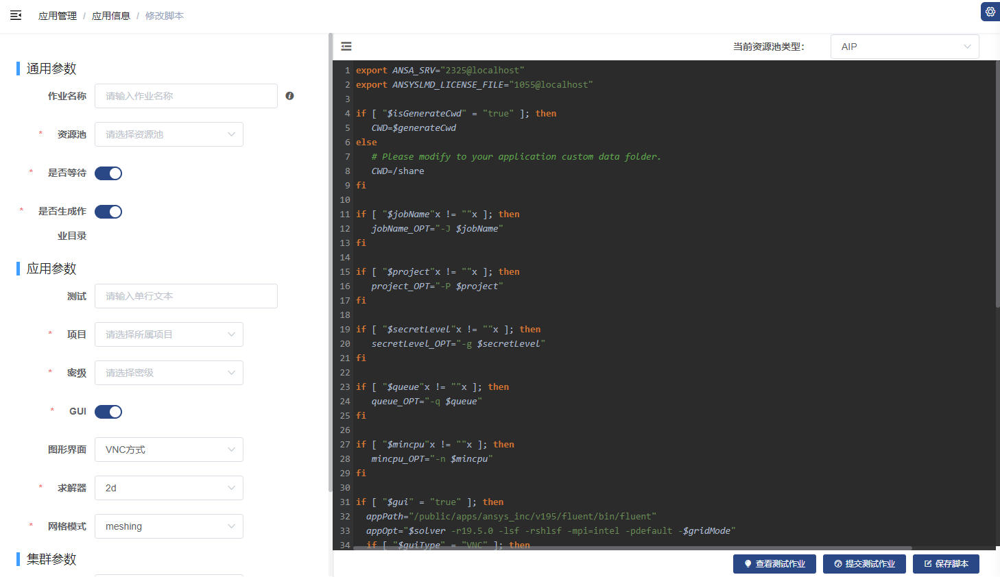 应用管理 / 应用信息 / 修改脚本
通用参数
作业名称 请输入作业名称
* 资源池 请选择资源池
* 是否等待
* 是否生成作
业目录
应用参数
测试 请输入单行文本
* 项目 请选择所属项目
* 密级 请选择密级
* GUI
图形界面 VNC方式
* 求解器 2d
* 网格模式 meshing
集群参数
当前资源池类型： AIP
1 export ANSA_SRV="2325@localhost"
2 export ANSYSLMD_LICENSE_FILE="1055@localhost"
3
4 if [ "$isGenerateCwd" = "true" ]; then
5    CWD=$generateCwd
6 else
7    # Please modify to your application custom data folder.
8    CWD=/share
9 fi
10
11 if [ "$jobName"x != ""x ]; then
12    jobName_OPT="-J $jobName"
13 fi
14
15 if [ "$project"x != ""x ]; then
16    project_OPT="-P $project"
17 fi
18
19 if [ "$secretLevel"x != ""x ]; then
20    secretLevel_OPT="-g $secretLevel"
21 fi
22
23 if [ "$queue"x != ""x ]; then
24    queue_OPT="-q $queue"
25 fi
26
27 if [ "$mincpu"x != ""x ]; then
28    mincpu_OPT="-n $mincpu"
29 fi
30
31 if [ "$gui" = "true" ]; then
32   appPath="/public/apps/ansys_inc/v195/fluent/bin/fluent"
33   appOpt="$solver -r19.5.0 -lsf -rshlsf -mpi=intel -pdefault -$gridMode"
34   if [ "$guiType" = "VNC" ]; then
查看测试作业 提交测试作业 保存脚本